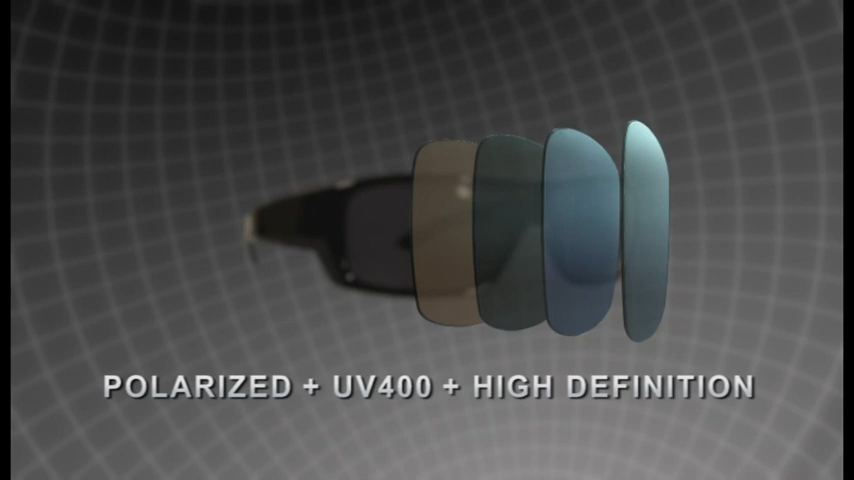 POLARIZED + UV400 + HIGH DEFINITION